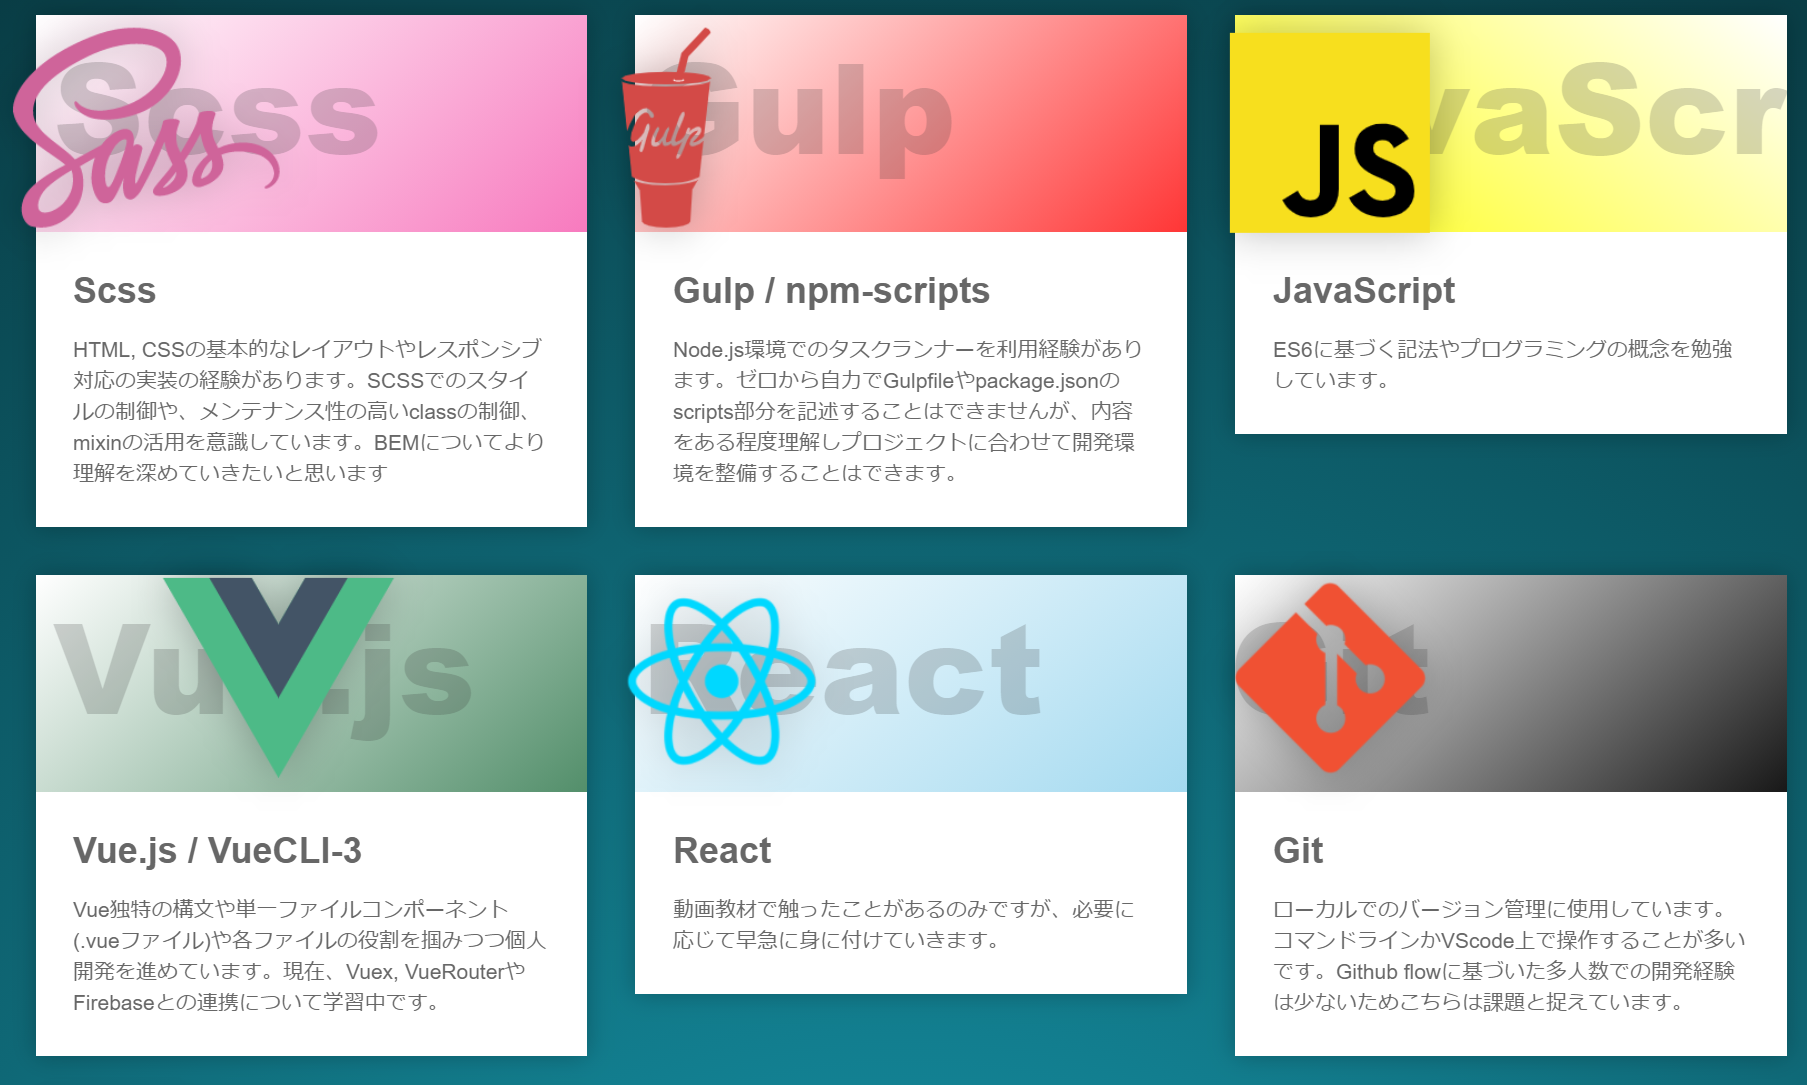 Scss
Sass
Scss
HTML, CSSの基本的なレイアウトやレスポンシブ
対応の実装の経験があります。SCSSでのスタイ
ルの制御や、メンテナンス性の高いclassの制御、
mixinの活用を意識しています。BEMについてより
理解を深めていきたいと思います
Gulp
Gulp
Gulp / npm-scripts
Node.js環境でのタスクランナーを利用経験があり
ます。ゼロから自力でGulpfileやpackage.jsonの
scripts部分を記述することはできませんが、内容
をある程度理解しプロジェクトに合わせて開発環
境を整備することはできます。
vaScr
JS
JavaScript
ES6に基づく記法やプログラミングの概念を勉強
しています。
Vue.js
Vue.js / VueCLI-3
Vue独特の構文や単一ファイルコンポーネント
(.vueファイル)や各ファイルの役割を掴みつつ個人
開発を進めています。現在、Vuex, VueRouterや
Firebaseとの連携について学習中です。
React
React
動画教材で触ったことがあるのみですが、必要に
応じて早急に身に付けていきます。
Git
Git
ローカルでのバージョン管理に使用しています。
コマンドラインかVScode上で操作することが多い
です。Github flowに基づいた多人数での開発経験
は少ないためこちらは課題と捉えています。